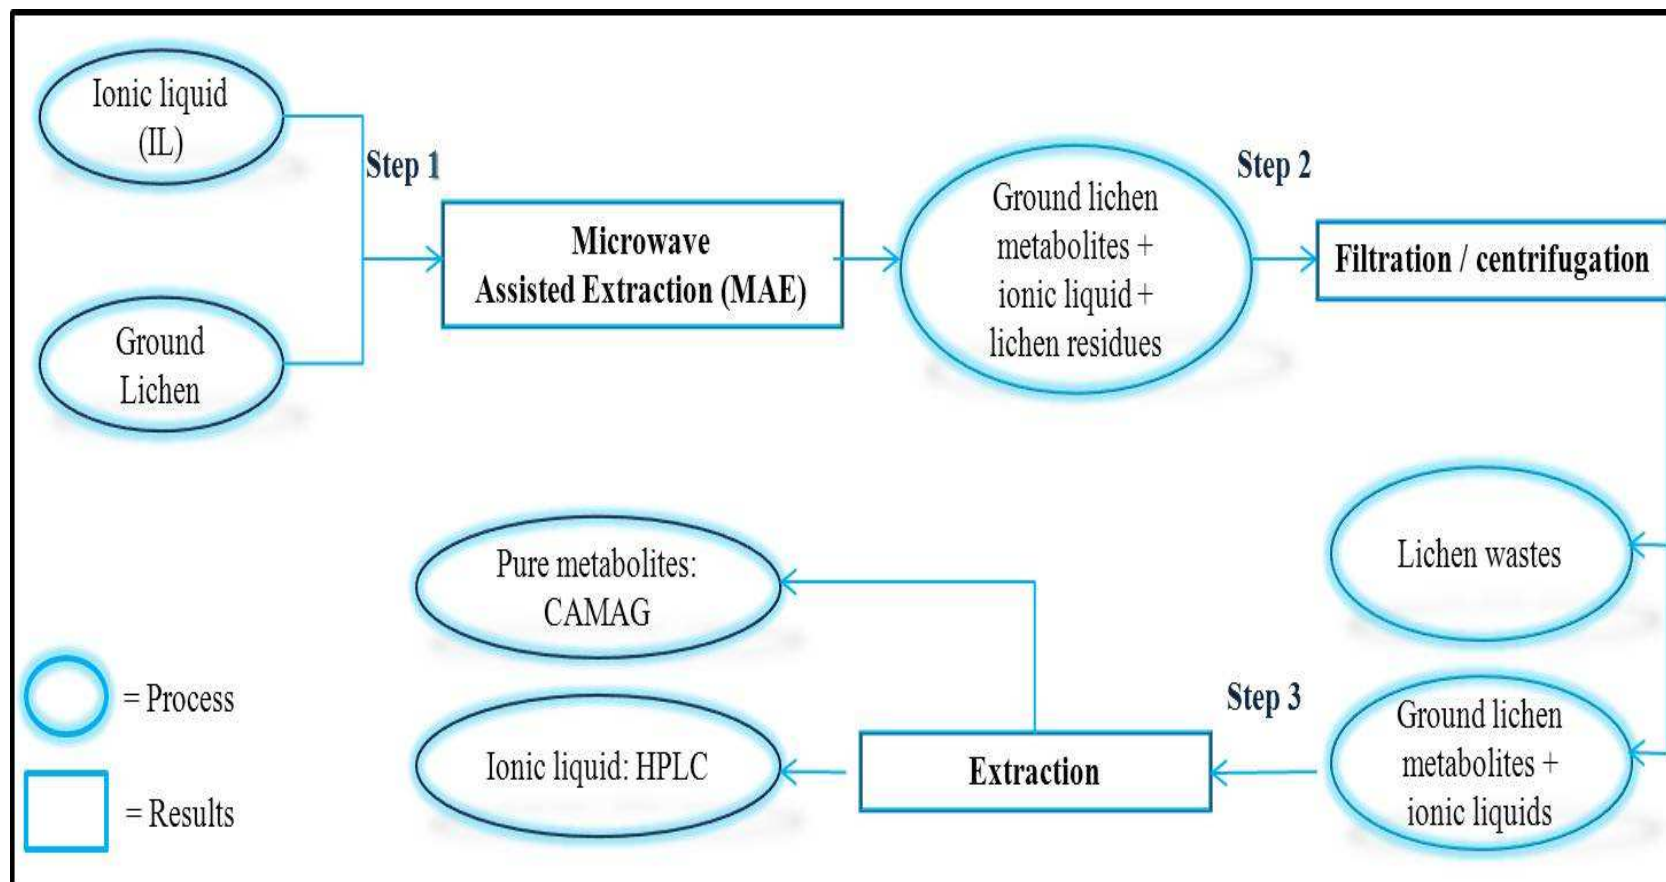 Ionic liquid
(IL)
Step 1
Ground
Lichen
Microwave
Assisted Extraction (MAE)
Ground lichen
metabolites +
ionic liquid +
lichen residues
Step 2
Filtration / centrifugation
Lichen wastes
Ground lichen
metabolites +
ionic liquids
Step 3
Extraction
Pure metabolites:
CAMAG
Ionic liquid: HPLC
= Process
= Results